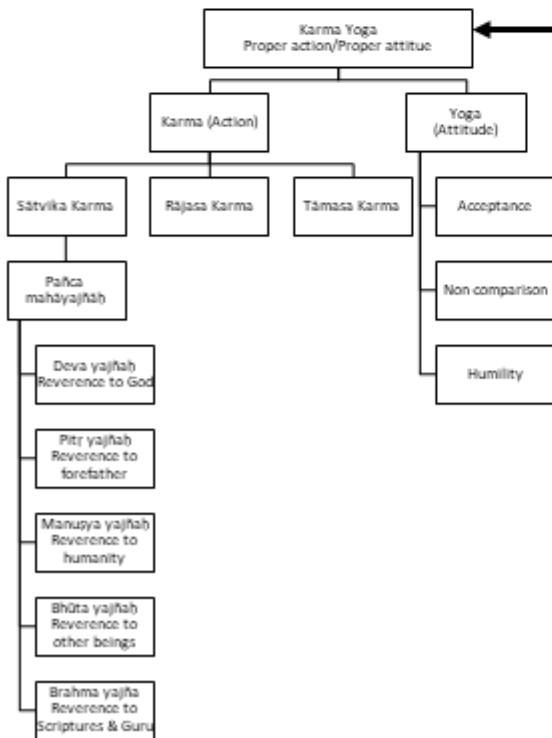 Karma Yoga
Proper action/Proper attitue
Karma (Action)
Yoga
(Attitude)
Sātvika Karma
Rājasa Karma
Tāmasa Karma
Acceptance
Pañca
mahāyajñāḥ
Non comparison
Deva yajñaḥ
Reverence to God
Humility
Pitṛ yajñaḥ
Reverence to
forefather
Manuṣya yajñaḥ
Reverence to
humanity
Bhūta yajñaḥ
Reverence to
other beings
Brahma yajña
Reverence to
Scriptures & Guru